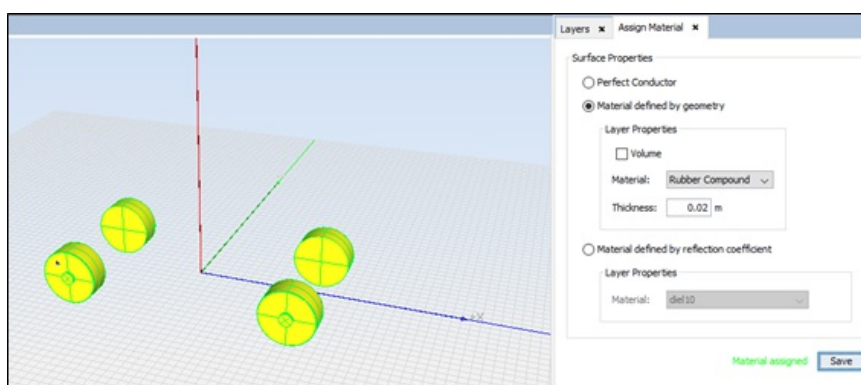 Layers x Assign Material x
Surface Properties
Perfect Conductor
Material defined by geometry
Layer Properties
Volume
Material: Rubber Compound
Thickness: 0.02 m
Material defined by reflection coefficient
Layer Properties
Material: diel10
Material assigned Save
+X